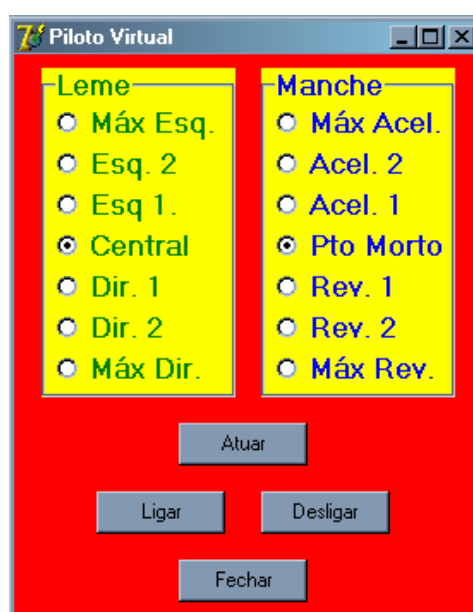 Piloto Virtual
Leme
Máx Esq.
Esq. 2
Esq 1.
Central
Dir. 1
Dir. 2
Máx Dir.
Manche
Máx Acel.
Acel. 2
Acel. 1
Pto Morto
Rev. 1
Rev. 2
Máx Rev.
Atuar
Ligar
Desligar
Fechar